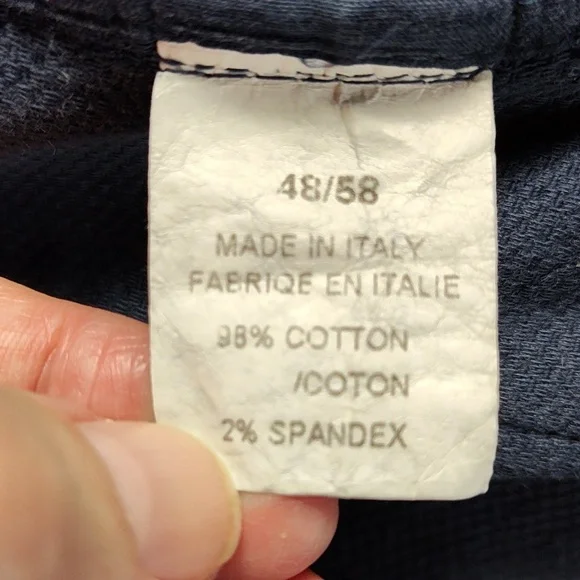 48/58
MADE IN ITALY
FABRIQE EN ITALIE
98% COTTON
/COTON
2% SPANDEX